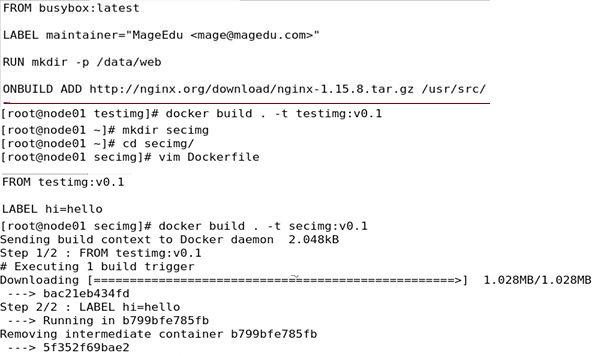 FROM busybox:latest
LABEL maintainer="MageEdu <mage@magedu.com>"
RUN mkdir -p /data/web
ONBUILD ADD http://nginx.org/download/nginx-1.15.8.tar.gz /usr/src/
[root@node01 testimg]# docker build . -t testimg:v0.1
[root@node01 ~]# mkdir secimg
[root@node01 ~]# cd secimg/
[root@node01 secimg]# vim Dockerfile
FROM testimg:v0.1
LABEL hi=hello
[root@node01 secimg]# docker build . -t secimg:v0.1
Sending build context to Docker daemon  2.048kB
Step 1/2 : FROM testimg:v0.1
# Executing 1 build trigger
Downloading [==================================================>]  1.028MB/1.028MB
 ---> bac21eb434fd
Step 2/2 : LABEL hi=hello
 ---> Running in b799bfe785fb
Removing intermediate container b799bfe785fb
 ---> 5f352f69bae2